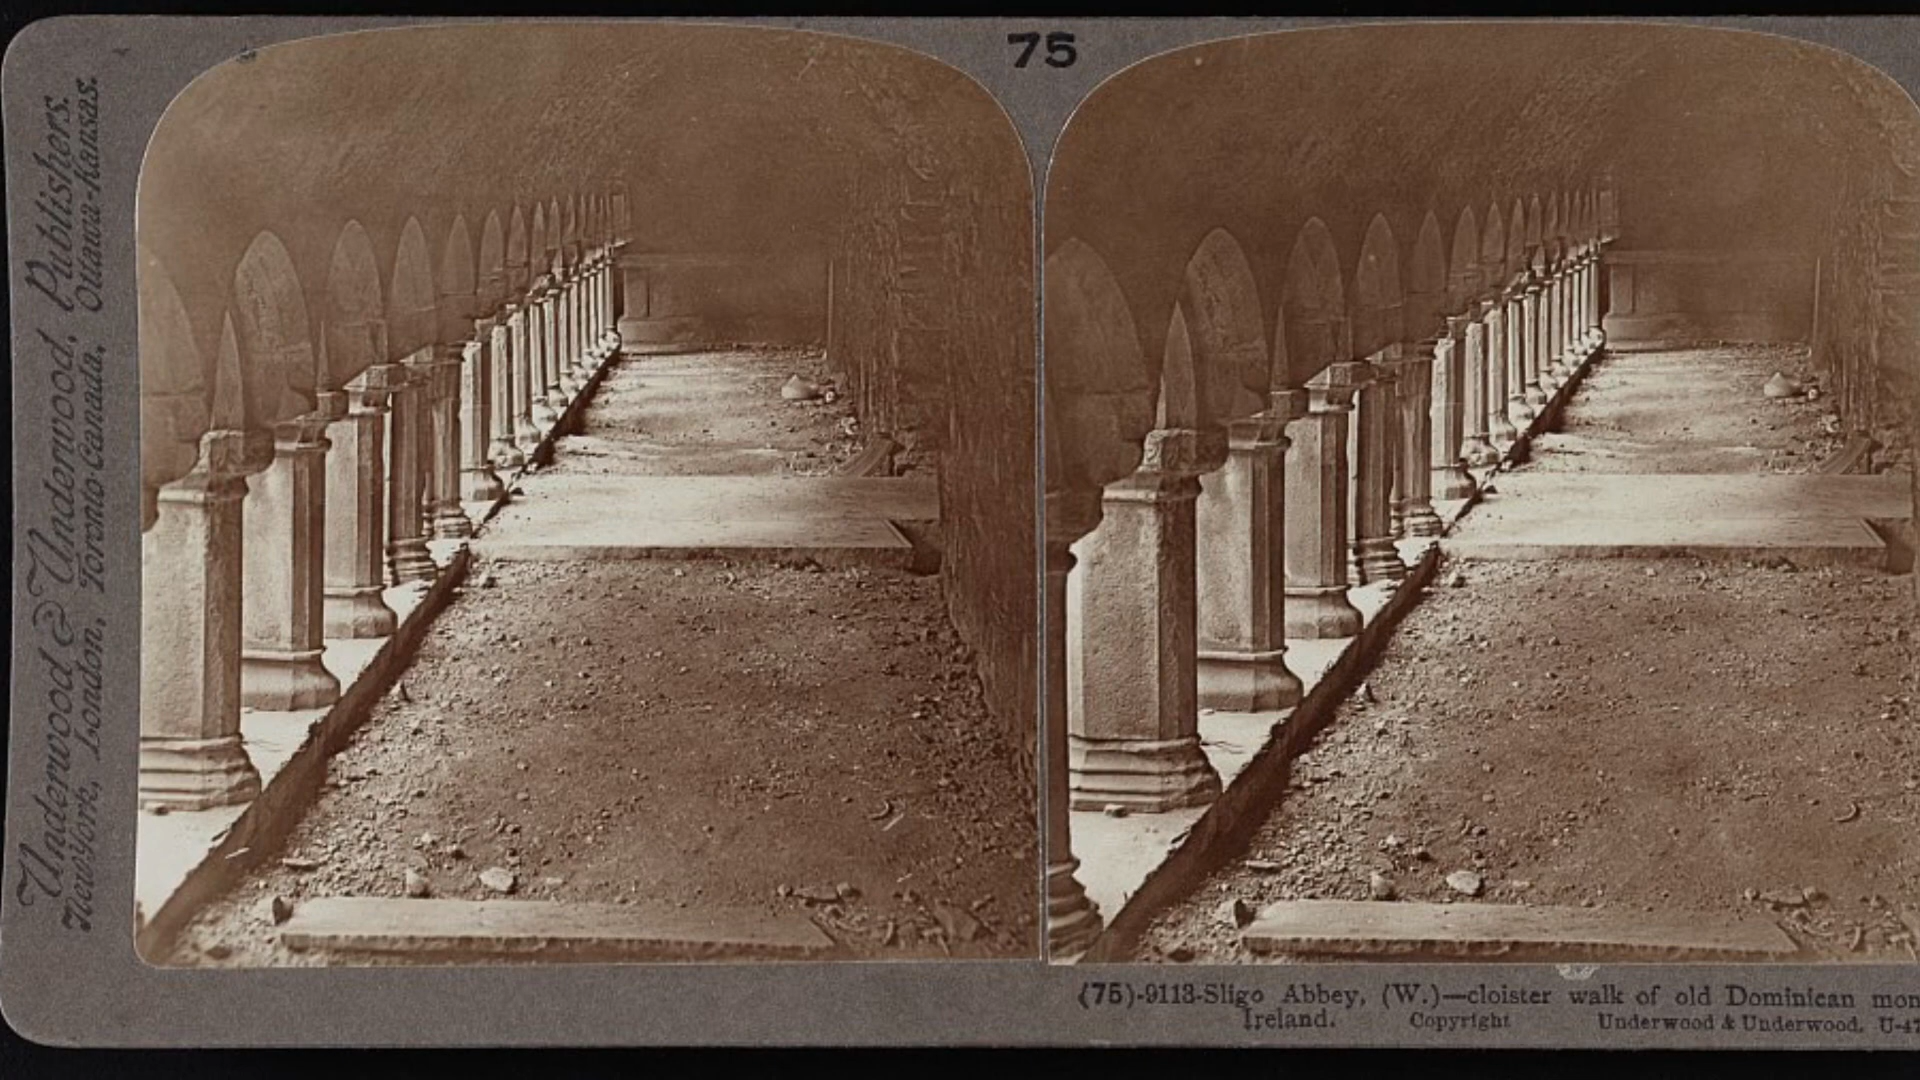 75
Underwood & Underwood, Publishers.
New York, London, Toronto-Canada, Ottawa-Kansas.
(75)-9113-Sligo Abbey, (W.)—cloister walk of old Dominican mon
Ireland. Copyright Underwood & Underwood. U-47